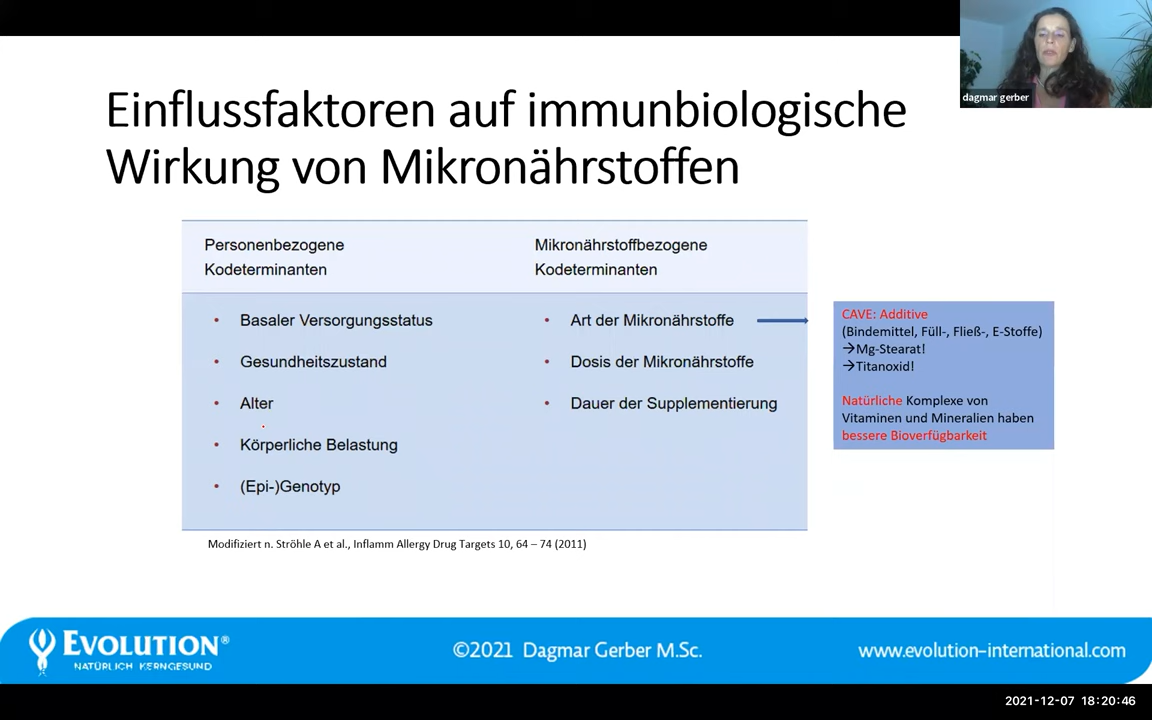 dagmar gerber
Einflussfaktoren auf immunbiologische
Wirkung von Mikronährstoffen
Personenbezogene
Kodeterminanten
Mikronährstoffbezogene
Kodeterminanten
• Basaler Versorgungsstatus
• Gesundheitszustand
• Alter
• Körperliche Belastung
• (Epi-)Genotyp
• Art der Mikronährstoffe
• Dosis der Mikronährstoffe
• Dauer der Supplementierung
CAVE: Additive
(Bindemittel, Füll-, Fließ-, E-Stoffe)
→Mg-Stearat!
→Titanoxid!
Natürliche Komplexe von
Vitaminen und Mineralien haben
bessere Bioverfügbarkeit
Modifiziert n. Ströhle A et al., Inflamm Allergy Drug Targets 10, 64 – 74 (2011)
EVOLUTION®
NATÜRLICH KERNGESUND
©2021 Dagmar Gerber M.Sc.
www.evolution-international.com
2021-12-07 18:20:46